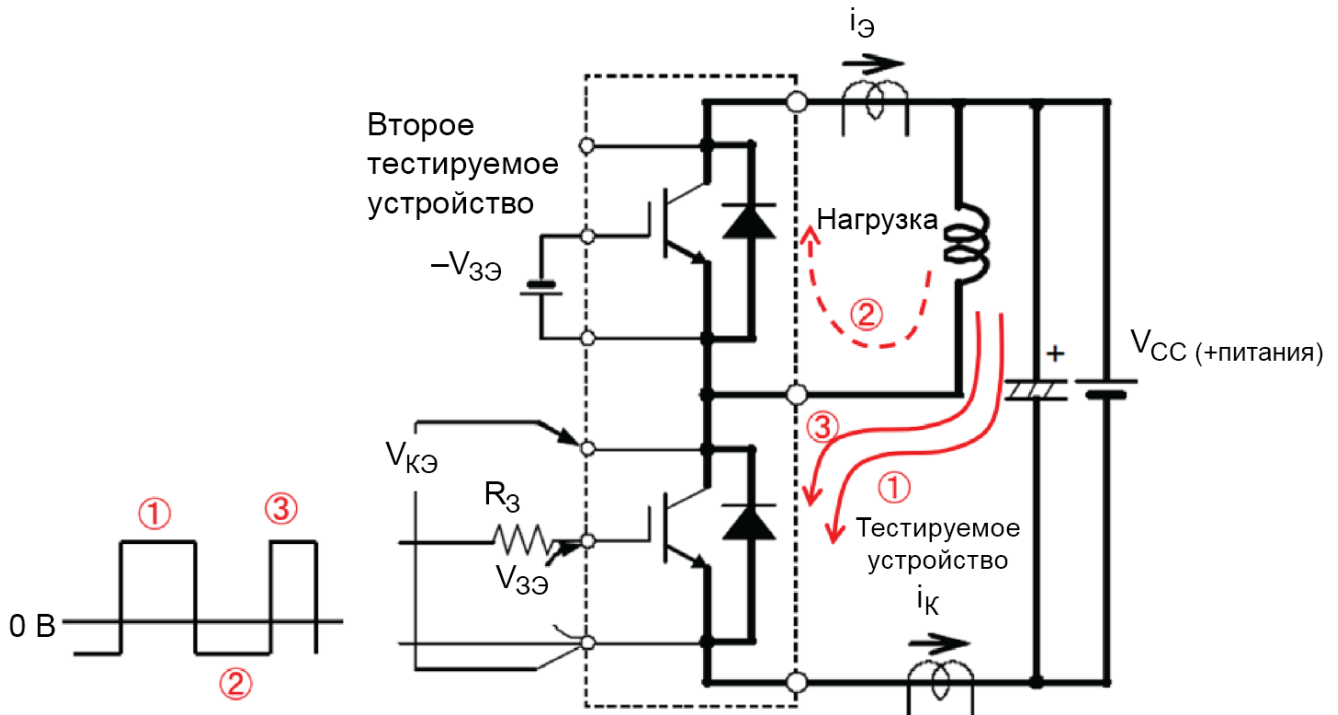 iЭ
Второе
тестируемое
устройство
Нагрузка
–VЗЭ
②
+
VCC (+питания)
③
VКЭ
①
RЗ
① ③
Тестируемое
устройство
VЗЭ
iК
0 В
②